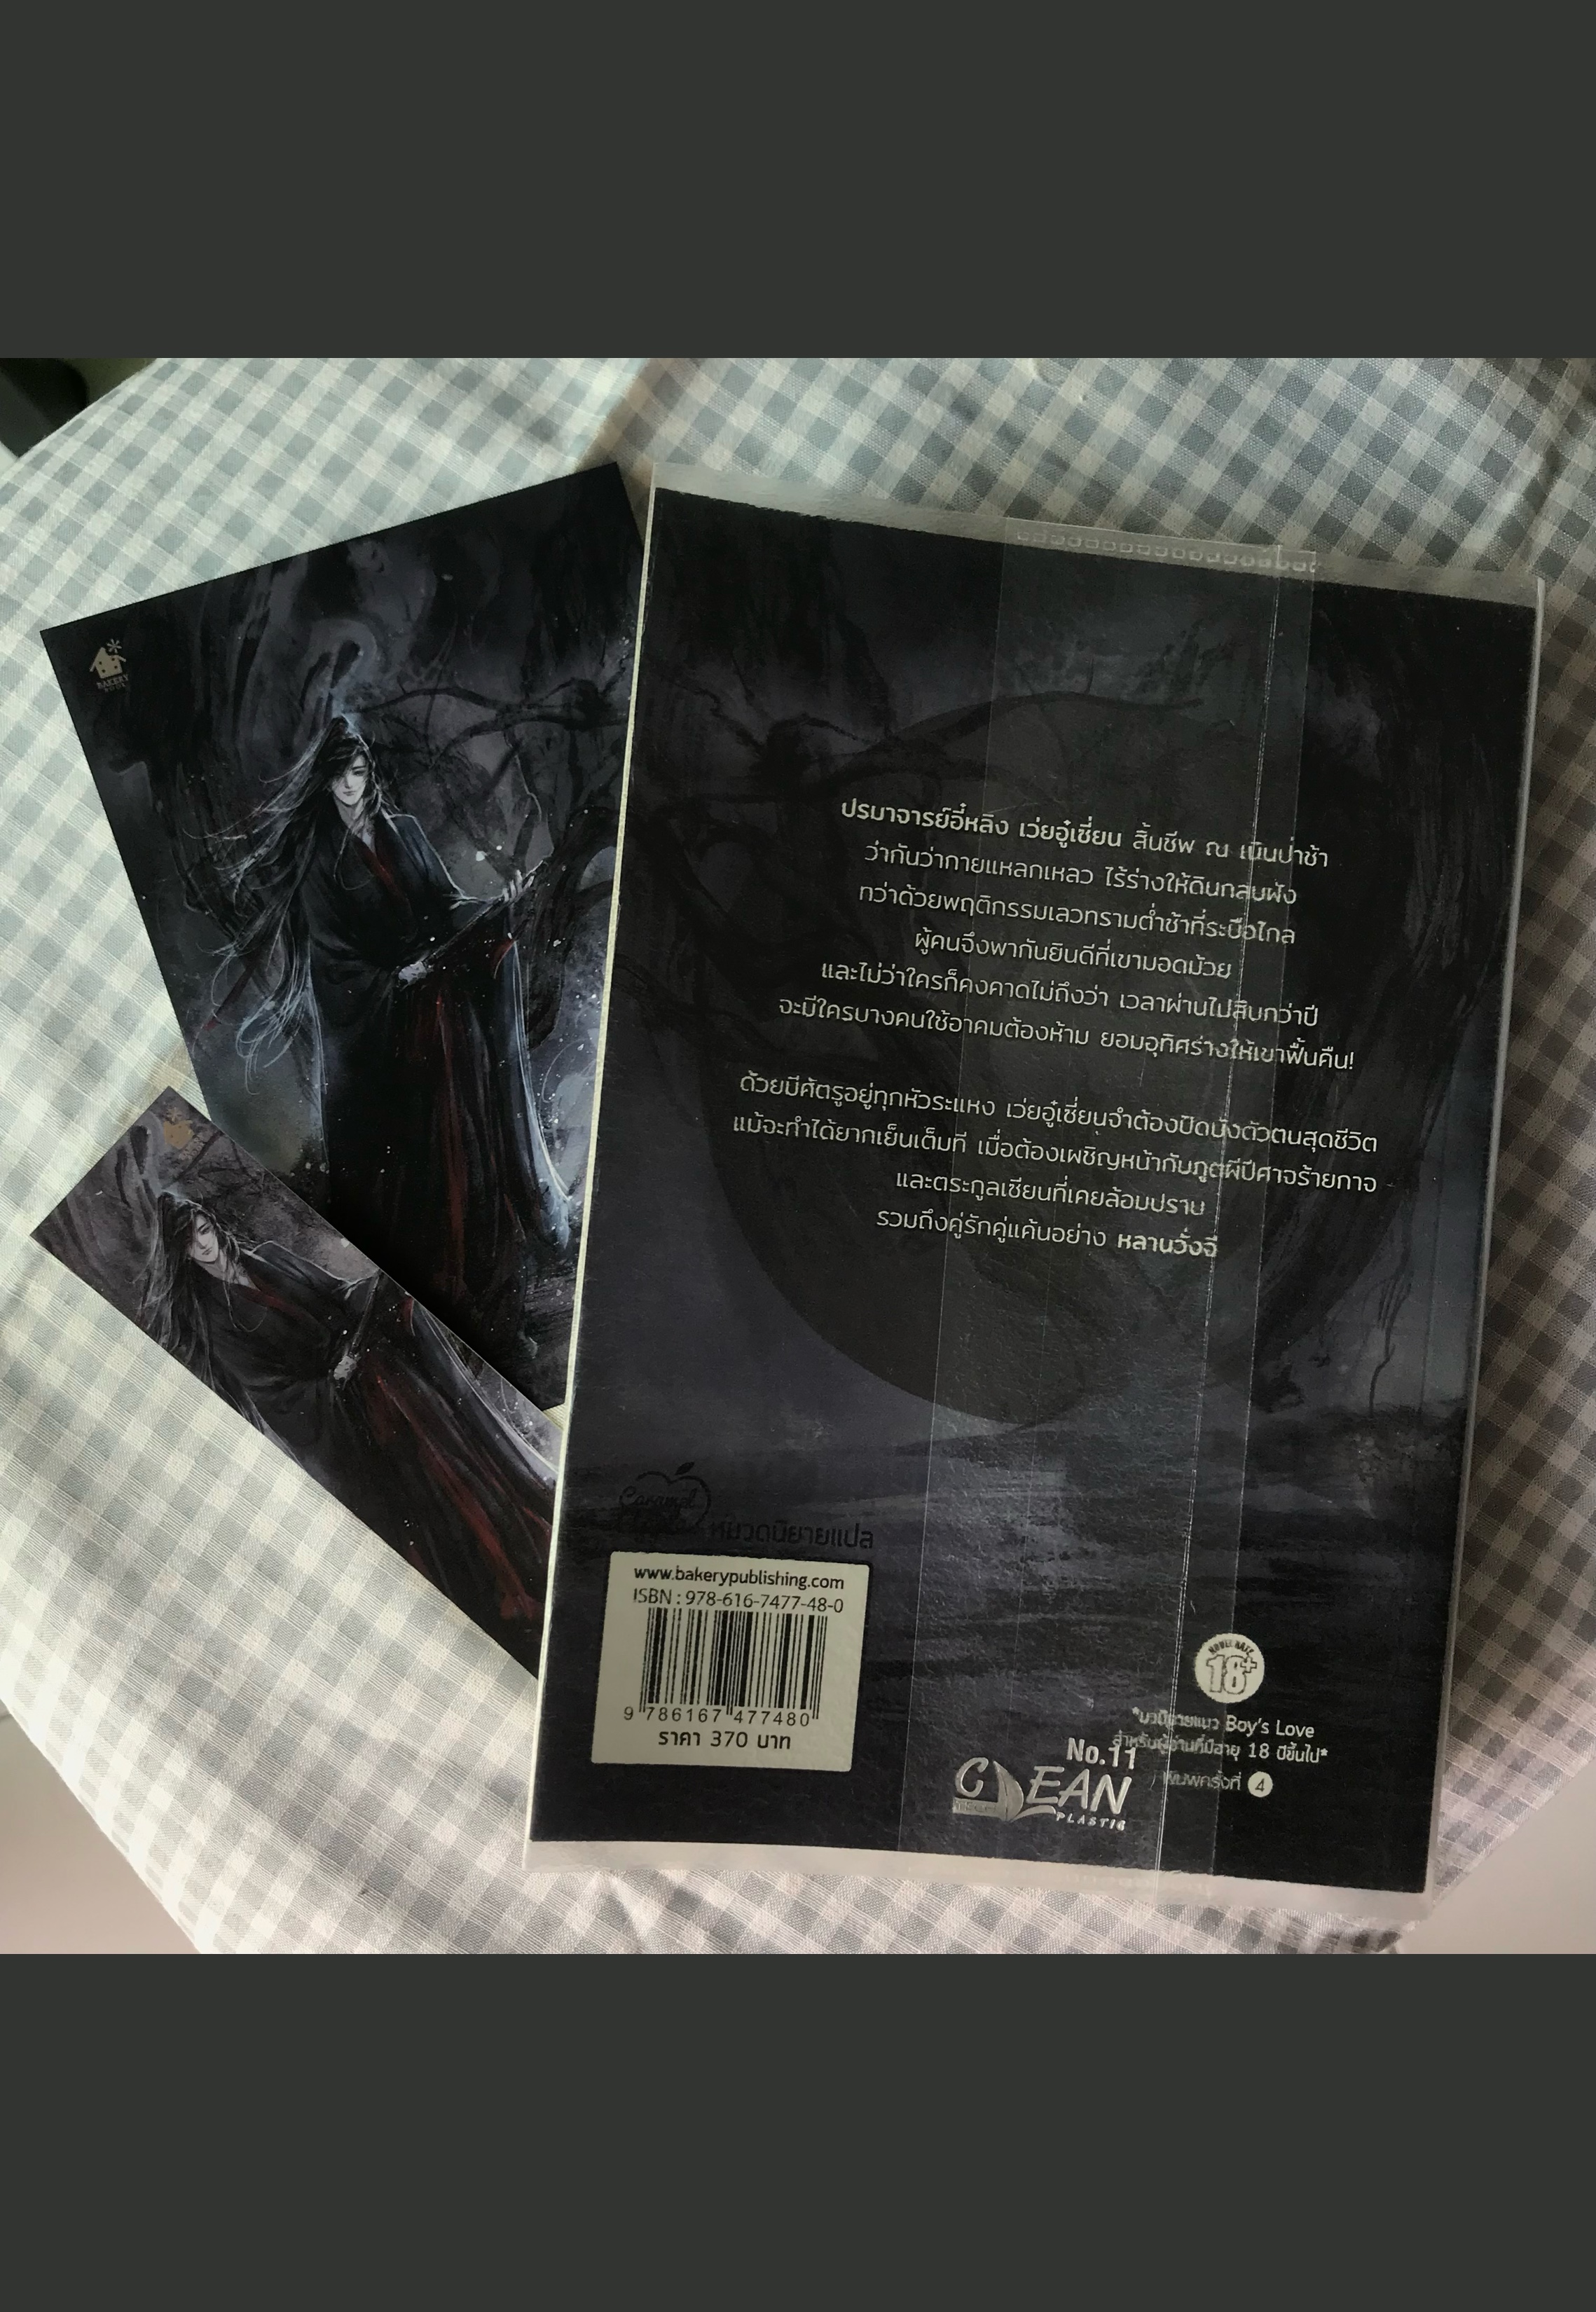 BAKERY
ปรมาจารย์อี๋หลิง เว่ยอู๋เซี่ยน สิ้นชีพ ณ เนินป่าช้า
ว่ากันว่ากายแหลกเหลว ไร้ร่างให้ดินกลบฝัง
ทว่าด้วยพฤติกรรมเลวทรามต่ำช้าที่ระบือไกล
ผู้คนจึงพากันยินดีที่เขามอดม้วย
และไม่ว่าใครก็คงคาดไม่ถึงว่า เวลาผ่านไปสิบกว่าปี
จะมีใครบางคนใช้อาคมต้องห้าม ยอมอุทิศร่างให้เขาฟื้นคืน!
ด้วยมีศัตรูอยู่ทุกหัวระแหง เว่ยอู๋เซี่ยนจำต้องปิดบังตัวตนสุดชีวิต
แม้จะทำได้ยากเย็นเต็มที เมื่อต้องเผชิญหน้ากับภูตผีปีศาจร้ายกาจ
และตระกูลเซียนที่เคยล้อมปราบ
รวมถึงคู่รักคู่แค้นอย่าง หลานวั่งจี
Caramel
หมวดนิยายแปล
www.bakerypublishing.com
ISBN : 978-616-7477-48-0
9 786167 477480
ราคา 370 บาท
NOVEL RATE
18+
*นวนิยายแนว Boy's Love
สำหรับผู้อ่านที่มีอายุ 18 ปีขึ้นไป*
พิมพ์ครั้งที่ 4
No.11
CLEAN
PLASTIC